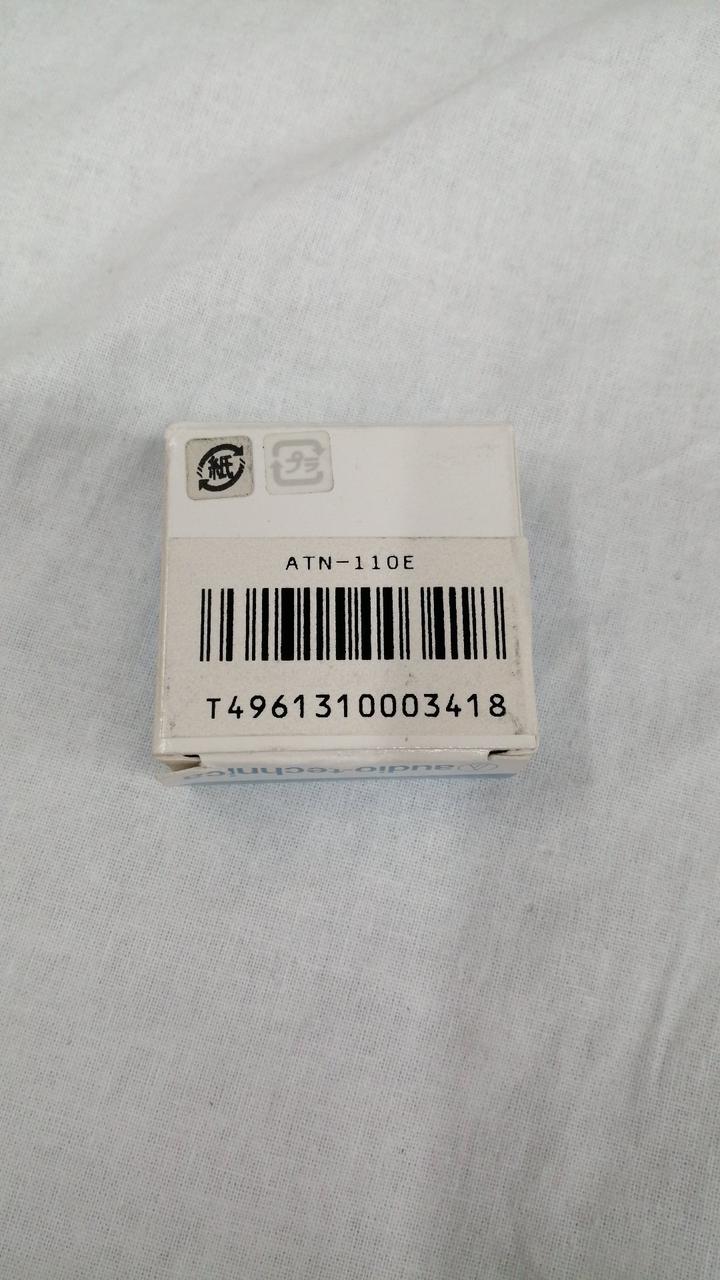 紙
プラ
ATN-110E
T4961310003418
audio-technica